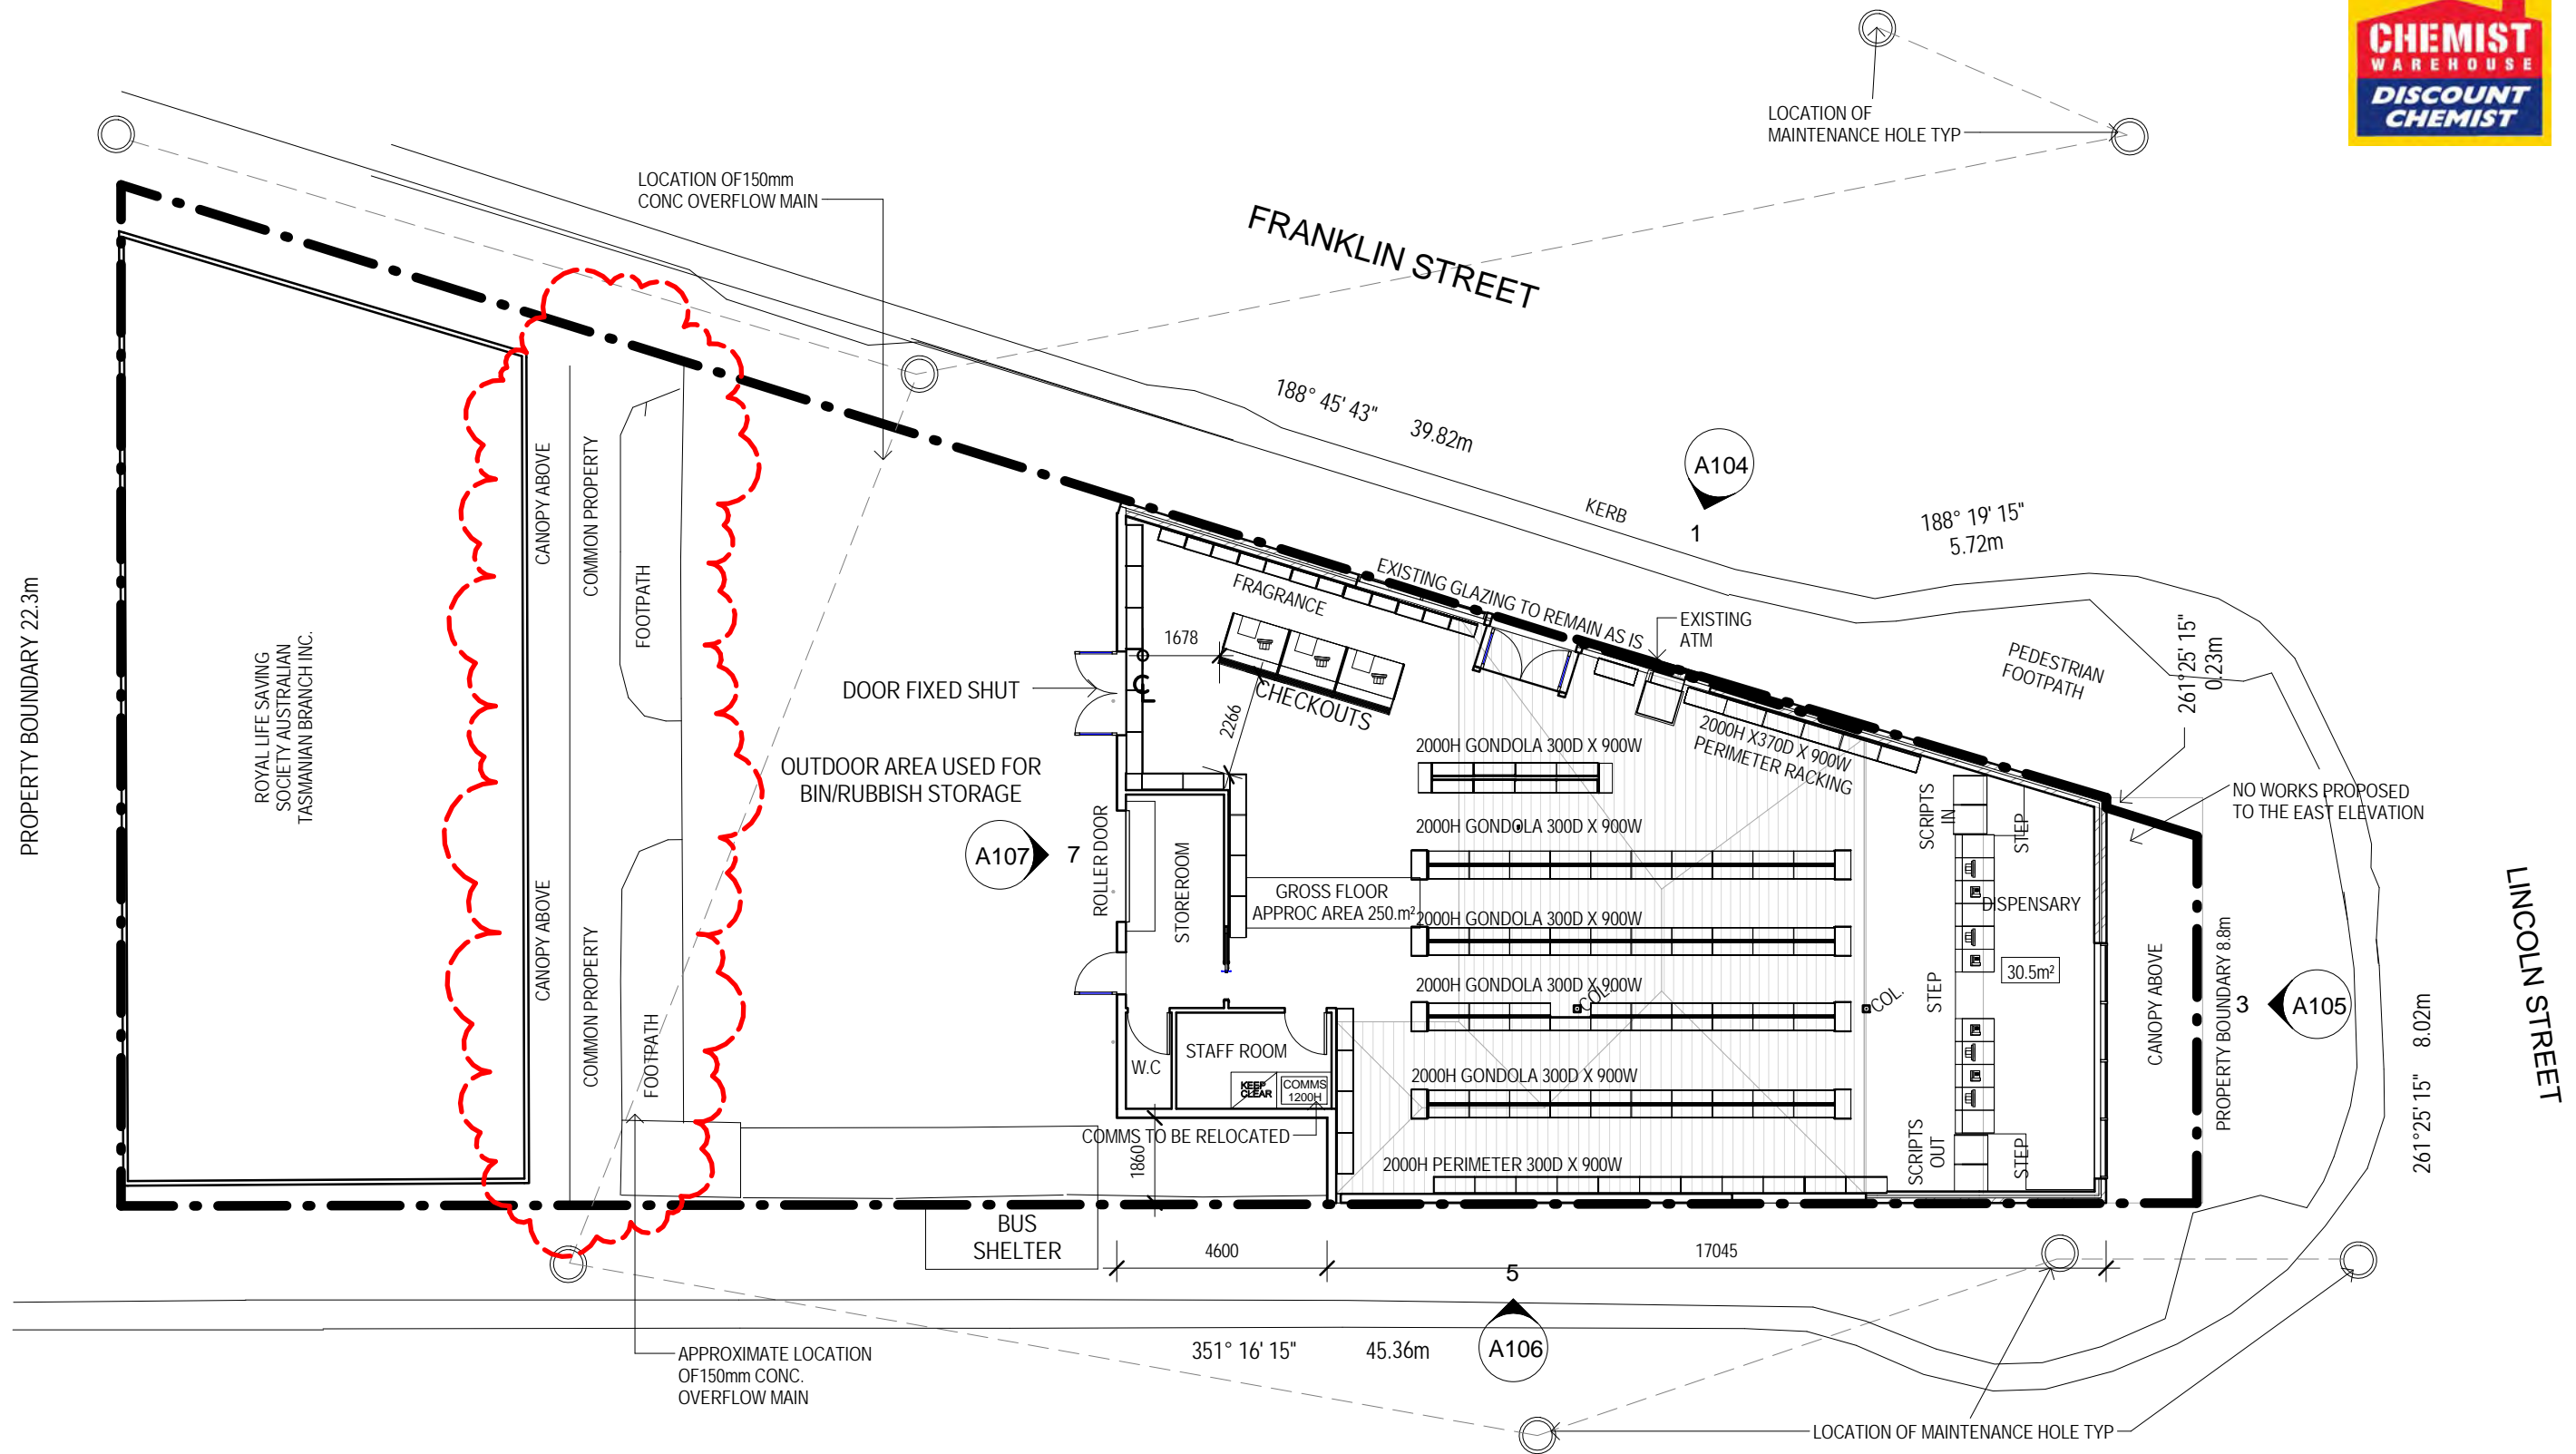 CHEMIST
WAREHOUSE
DISCOUNT
CHEMIST
LOCATION OF
MAINTENANCE HOLE TYP
LOCATION OF150mm
CONC OVERFLOW MAIN
FRANKLIN STREET
188° 45' 43" 39.82m
A104
1
KERB
188° 19' 15"
5.72m
EXISTING GLAZING TO REMAIN AS IS
EXISTING
ATM
PEDESTRIAN
FOOTPATH
261°25' 15"
0.23m
NO WORKS PROPOSED
TO THE EAST ELEVATION
PROPERTY BOUNDARY 22.3m
ROYAL LIFE SAVING
SOCIETY AUSTRALIAN
TASMANIAN BRANCH INC.
CANOPY ABOVE
COMMON PROPERTY
FOOTPATH
CANOPY ABOVE
COMMON PROPERTY
FOOTPATH
DOOR FIXED SHUT
OUTDOOR AREA USED FOR
BIN/RUBBISH STORAGE
A107
7
ROLLER DOOR
STOREROOM
FRAGRANCE
1678
CL
CHECKOUTS
2266
2000H X370D X 900W
PERIMETER RACKING
2000H GONDOLA 300D X 900W
2000H GONDOLA 300D X 900W
GROSS FLOOR
APPROC AREA 250.m²
2000H GONDOLA 300D X 900W
2000H GONDOLA 300D X 900W
COL.
COL.
2000H GONDOLA 300D X 900W
2000H PERIMETER 300D X 900W
SCRIPTS
IN
STEP
DISPENSARY
30.5m²
STEP
SCRIPTS
OUT
STEP
CANOPY ABOVE
PROPERTY BOUNDARY 8.8m
3
A105
261°25' 15" 8.02m
LINCOLN STREET
W.C
STAFF ROOM
KEEP
CLEAR
COMMS
1200H
COMMS TO BE RELOCATED
1860
BUS
SHELTER
4600
17045
5
A106
351° 16' 15" 45.36m
APPROXIMATE LOCATION
OF150mm CONC.
OVERFLOW MAIN
LOCATION OF MAINTENANCE HOLE TYP